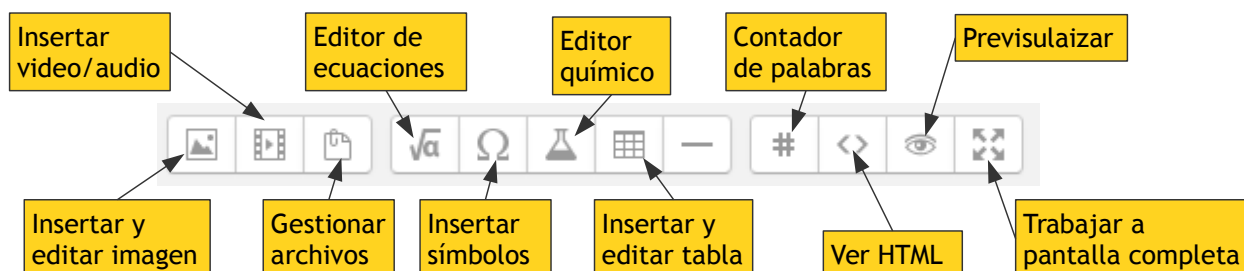 Insertar
video/audio
Editor de
ecuaciones
Editor
químico
Contador
de palabras
Previsulaizar
√α
Ω
#
<>
Insertar y
editar imagen
Gestionar
archivos
Insertar
símbolos
Insertar y
editar tabla
Ver HTML
Trabajar a
pantalla completa